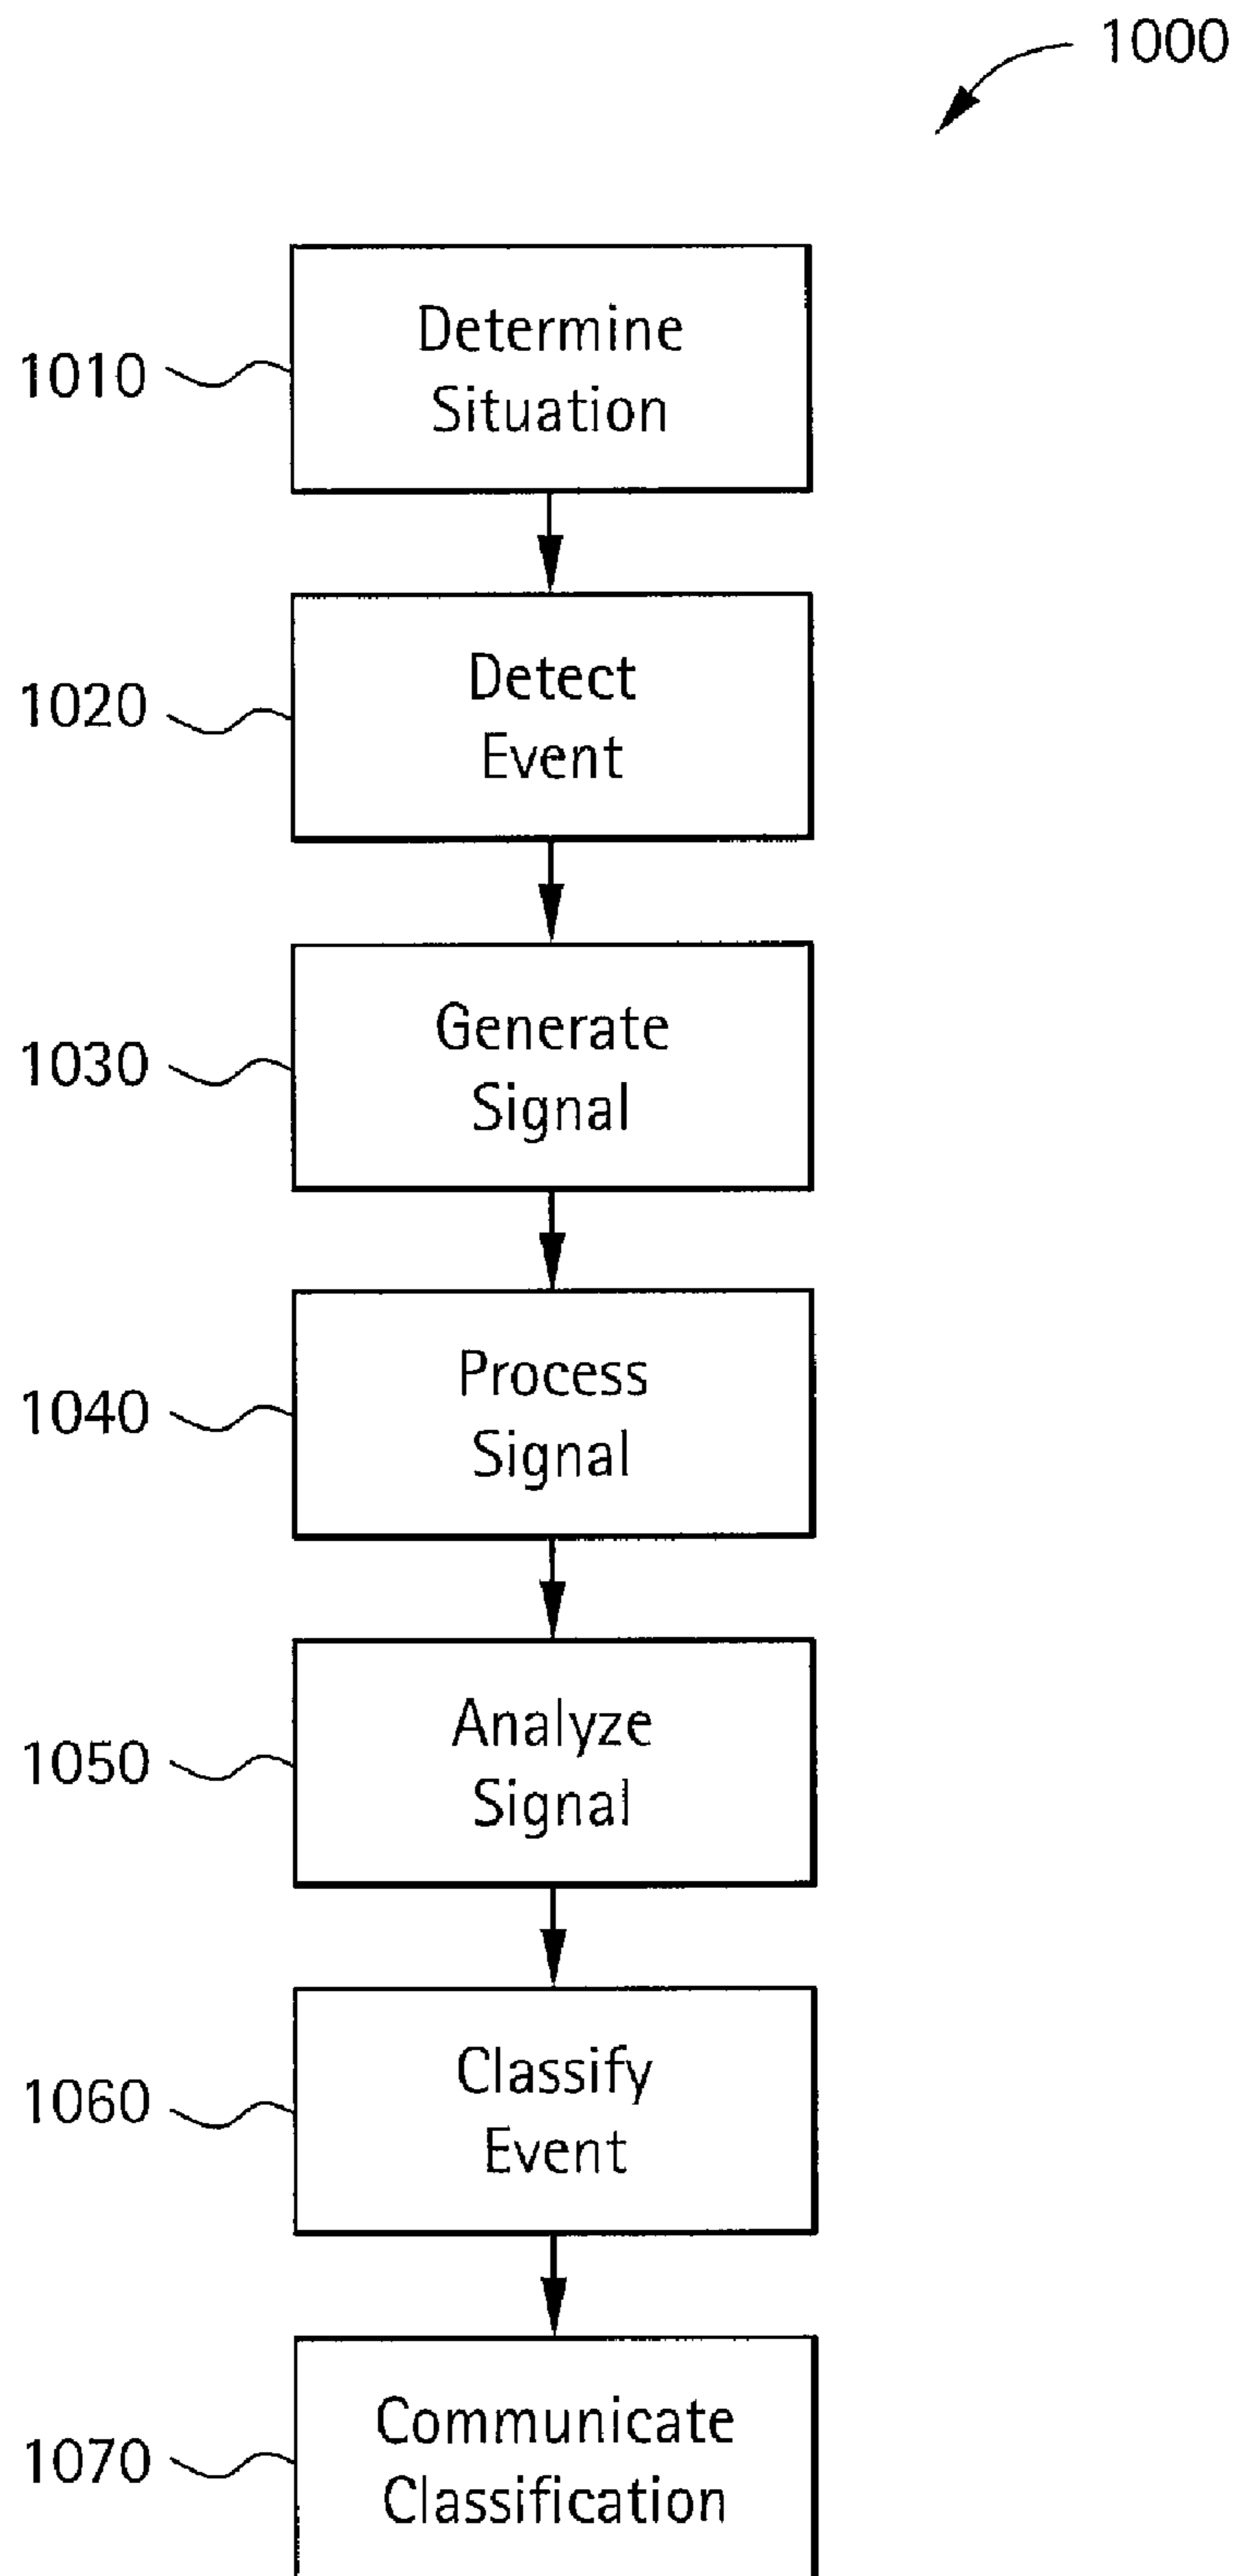 1000
Determine
Situation
1010
Detect
Event
1020
Generate
Signal
1030
Process
Signal
1040
Analyze
Signal
1050
Classify
Event
1060
Communicate
Classification
1070